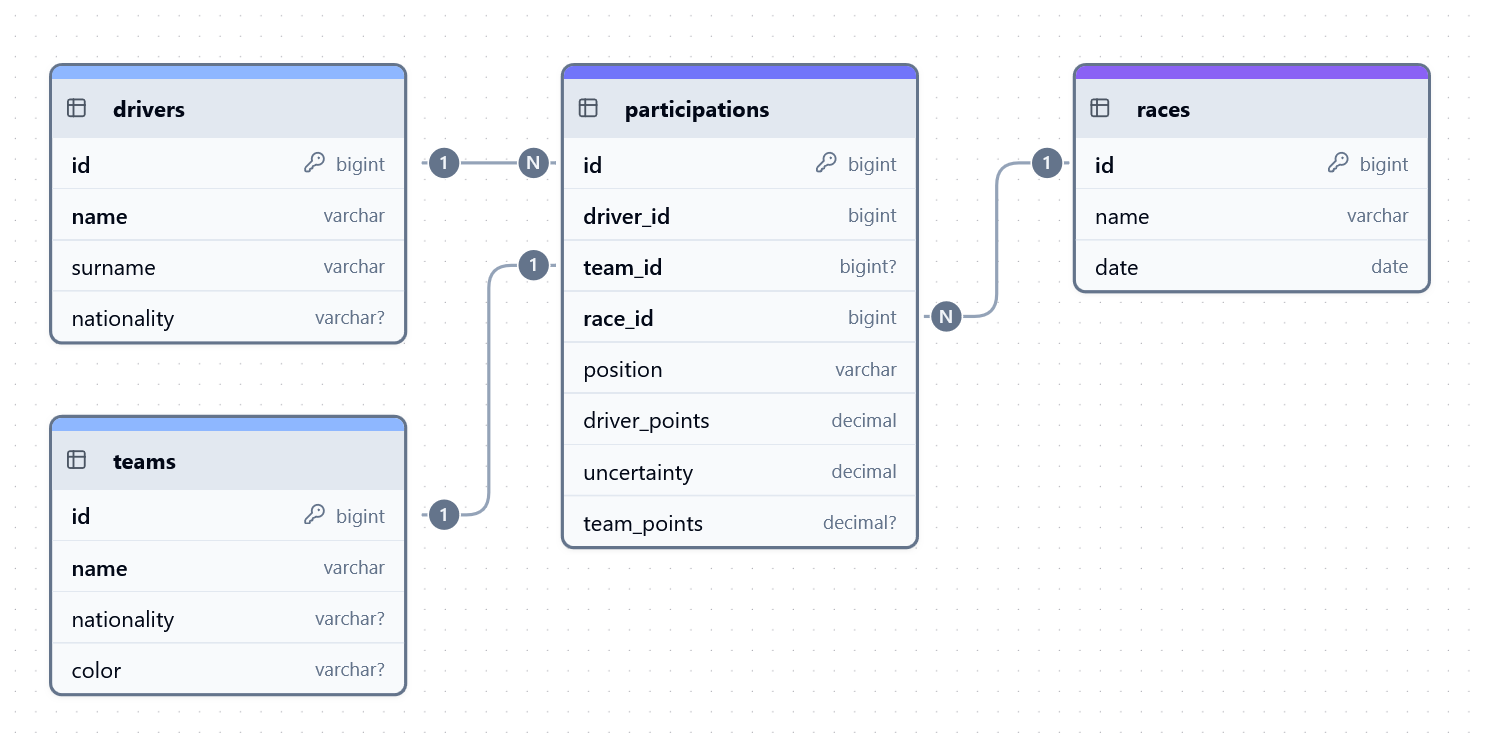 drivers
id bigint
name varchar
surname varchar
nationality varchar?
1 N
participations
id bigint
driver_id bigint
1 team_id bigint?
race_id bigint N
position varchar
driver_points decimal
uncertainty decimal
team_points decimal?
races
1 id bigint
name varchar
date date
teams
id bigint 1
name varchar
nationality varchar?
color varchar?